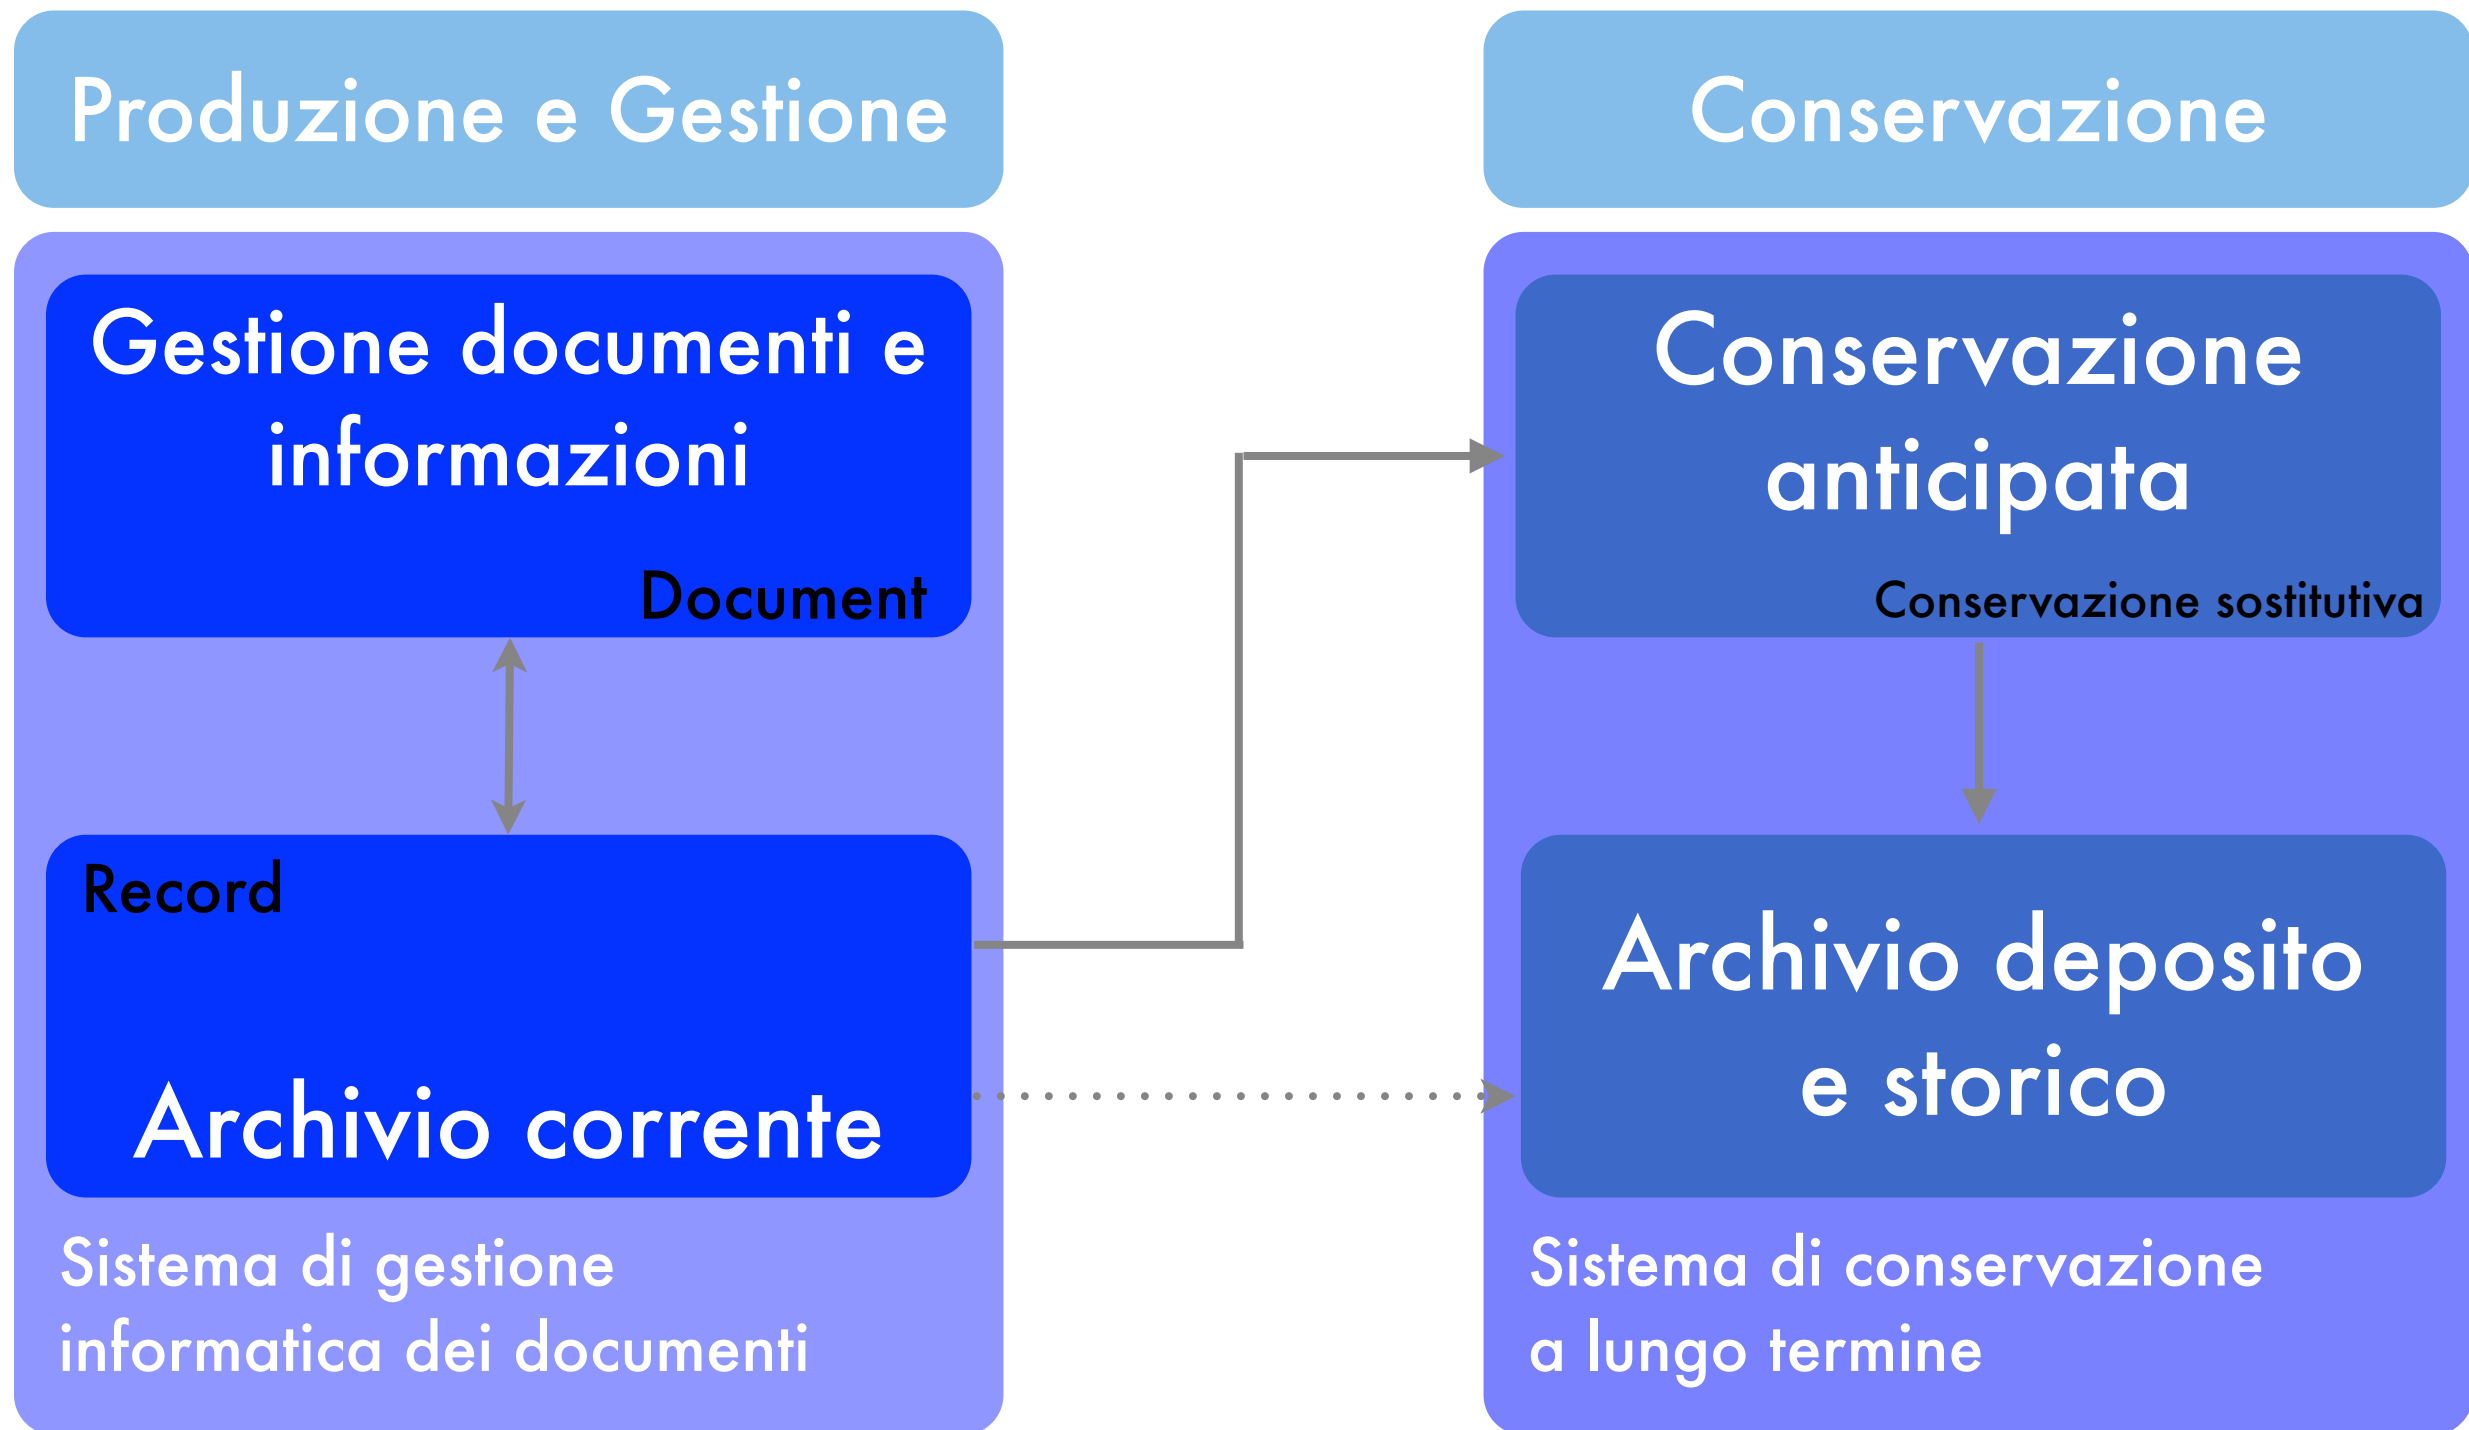 Produzione e Gestione
Gestione documenti e
informazioni
Document
Record
Archivio corrente
Sistema di gestione
informatica dei documenti
Conservazione
Conservazione
anticipata
Conservazione sostitutiva
Archivio deposito
e storico
Sistema di conservazione
a lungo termine